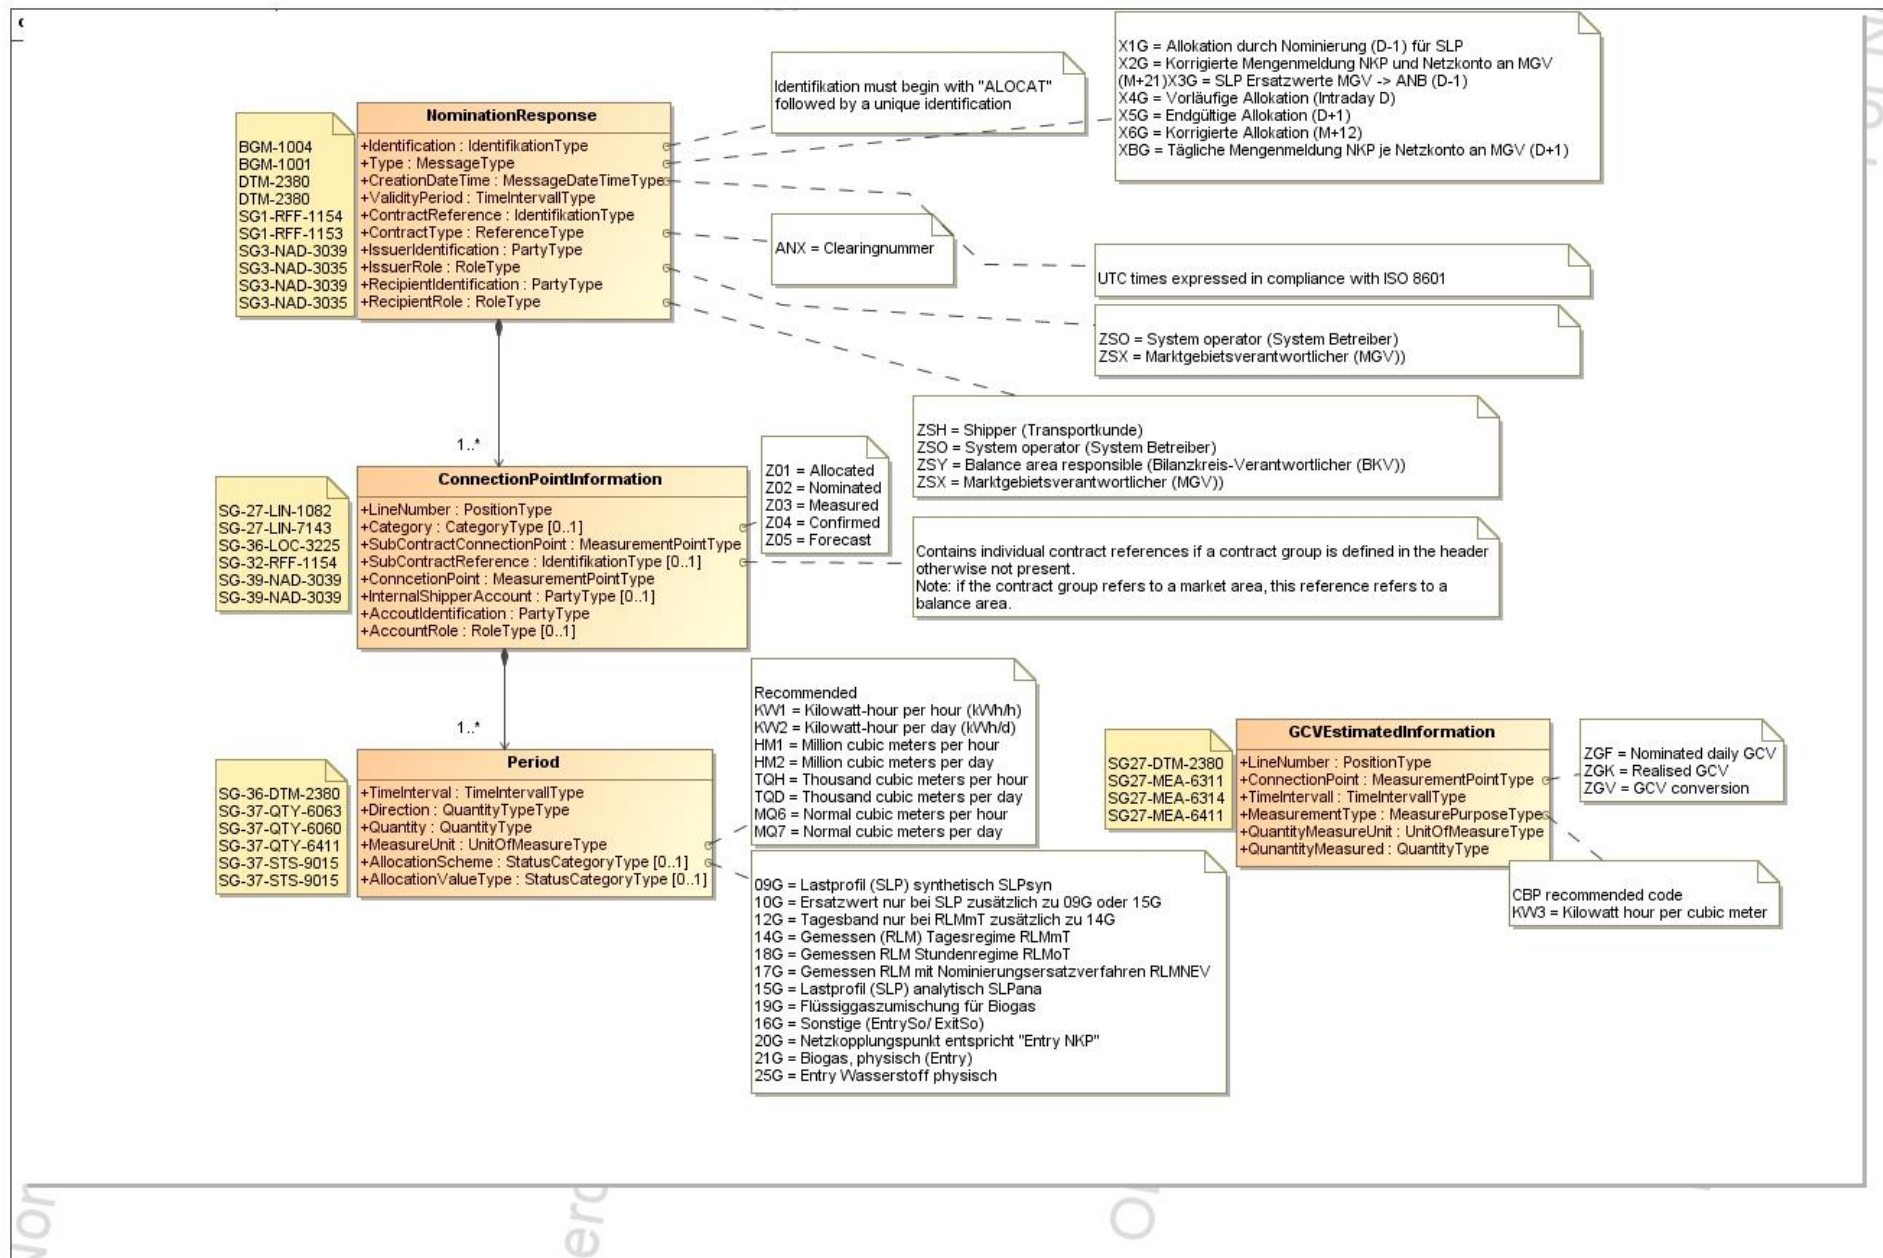 Identifikation must begin with "ALOCAT"
followed by a unique identification
X1G = Allokation durch Nominierung (D-1) für SLP
X2G = Korrigierte Mengenmeldung NKP und Netzkonto an MGV
(M+21)X3G = SLP Ersatzwerte MGV -> ANB (D-1)
X4G = Vorläufige Allokation (Intraday D)
X5G = Endgültige Allokation (D+1)
X6G = Korrigierte Allokation (M+12)
XBG = Tägliche Mengenmeldung NKP je Netzkonto an MGV (D+1)
BGM-1004
BGM-1001
DTM-2380
DTM-2380
SG1-RFF-1154
SG1-RFF-1153
SG3-NAD-3039
SG3-NAD-3035
SG3-NAD-3039
SG3-NAD-3035
NominationResponse
+Identification : IdentifikationType
+Type : MessageType
+CreationDateTime : MessageDateTimeType
+ValidityPeriod : TimeIntervallType
+ContractReference : IdentifikationType
+ContractType : ReferenceType
+IssuerIdentification : PartyType
+IssuerRole : RoleType
+RecipientIdentification : PartyType
+RecipientRole : RoleType
ANX = Clearingnummer
UTC times expressed in compliance with ISO 8601
ZSO = System operator (System Betreiber)
ZSX = Marktgebietsverantwortlicher (MGV))
ZSH = Shipper (Transportkunde)
ZSO = System operator (System Betreiber)
ZSY = Balance area responsible (Bilanzkreis-Verantwortlicher (BKV))
ZSX = Marktgebietsverantwortlicher (MGV))
1..*
SG-27-LIN-1082
SG-27-LIN-7143
SG-36-LOC-3225
SG-32-RFF-1154
SG-39-NAD-3039
SG-39-NAD-3039
ConnectionPointInformation
+LineNumber : PositionType
+Category : CategoryType [0..1]
+SubContractConnectionPoint : MeasurementPointType
+SubContractReference : IdentifikationType [0..1]
+ConncetionPoint : MeasurementPointType
+InternalShipperAccount : PartyType [0..1]
+AccoutIdentification : PartyType
+AccountRole : RoleType [0..1]
Z01 = Allocated
Z02 = Nominated
Z03 = Measured
Z04 = Confirmed
Z05 = Forecast
Contains individual contract references if a contract group is defined in the header
otherwise not present.
Note: if the contract group refers to a market area, this reference refers to a
balance area.
1..*
SG-36-DTM-2380
SG-37-QTY-6063
SG-37-QTY-6060
SG-37-QTY-6411
SG-37-STS-9015
SG-37-STS-9015
Period
+TimeInterval : TimeIntervallType
+Direction : QuantityTypeType
+Quantity : QuantityType
+MeasureUnit : UnitOfMeasureType
+AllocationScheme : StatusCategoryType [0..1]
+AllocationValueType : StatusCategoryType [0..1]
Recommended
KW1 = Kilowatt-hour per hour (kWh/h)
KW2 = Kilowatt-hour per day (kWh/d)
HM1 = Million cubic meters per hour
HM2 = Million cubic meters per day
TQH = Thousand cubic meters per hour
TQD = Thousand cubic meters per day
MQ6 = Normal cubic meters per hour
MQ7 = Normal cubic meters per day
09G = Lastprofil (SLP) synthetisch SLPsyn
10G = Ersatzwert nur bei SLP zusätzlich zu 09G oder 15G
12G = Tagesband nur bei RLMmT zusätzlich zu 14G
14G = Gemessen (RLM) Tagesregime RLMmT
18G = Gemessen RLM Stundenregime RLMoT
17G = Gemessen RLM mit Nominierungsersatzverfahren RLMNEV
15G = Lastprofil (SLP) analytisch SLPana
19G = Flüssiggaszumischung für Biogas
16G = Sonstige (EntrySo/ ExitSo)
20G = Netzkopplungspunkt entspricht "Entry NKP"
21G = Biogas, physisch (Entry)
25G = Entry Wasserstoff physisch
SG27-DTM-2380
SG27-MEA-6311
SG27-MEA-6314
SG27-MEA-6411
GCVEstimatedInformation
+LineNumber : PositionType
+ConnectionPoint : MeasurementPointType
+TimeIntervall : TimeIntervallType
+MeasurementType : MeasurePurposeType
+QuantityMeasureUnit : UnitOfMeasureType
+QunantityMeasured : QuantityType
ZGF = Nominated daily GCV
ZGK = Realised GCV
ZGV = GCV conversion
CBP recommended code
KW3 = Kilowatt hour per cubic meter